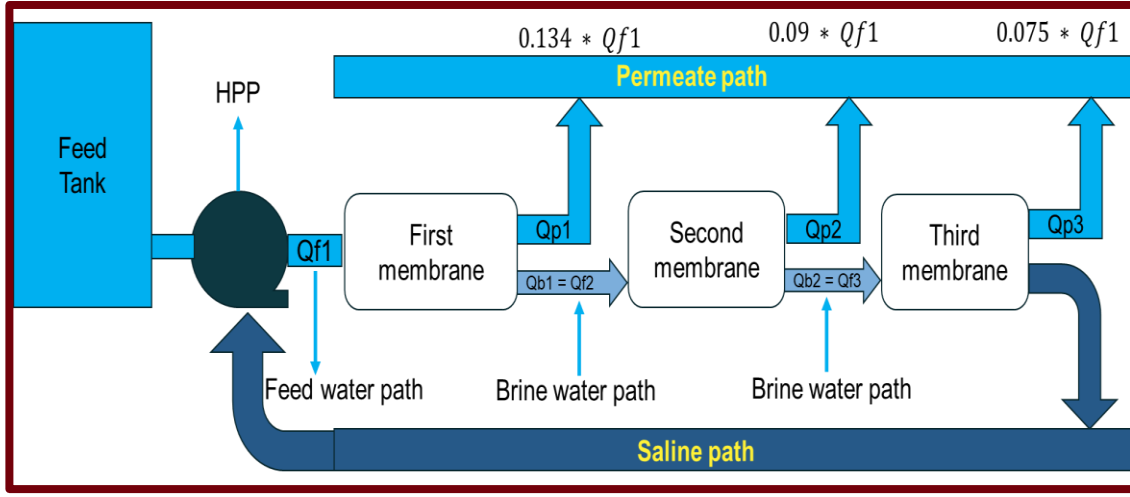 0.134 * Qf1
0.09 * Qf1
0.075 * Qf1
Permeate path
HPP
Feed
Tank
Qf1
First
membrane
Qp1
Qb1 = Qf2
Second
membrane
Qp2
Qb2 = Qf3
Third
membrane
Qp3
Feed water path
Brine water path
Brine water path
Saline path